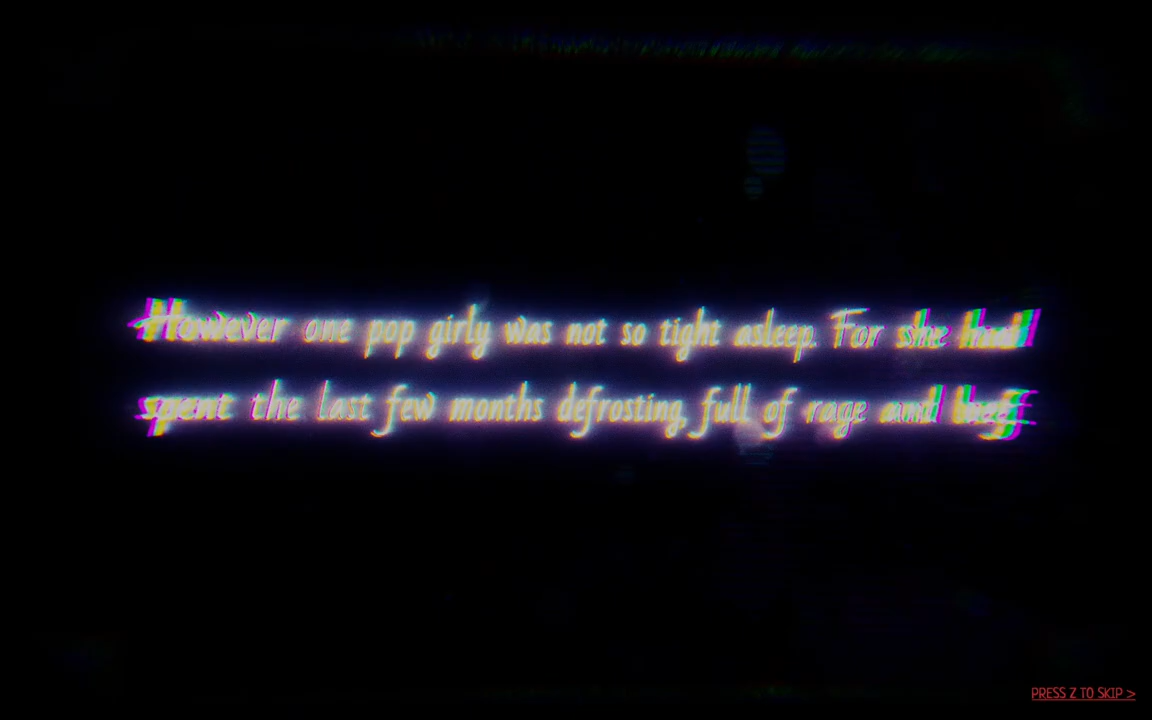 However one pop girly was not so tight asleep. For she had
spent the last few months defrosting, full of rage and beef
PRESS Z TO SKIP >